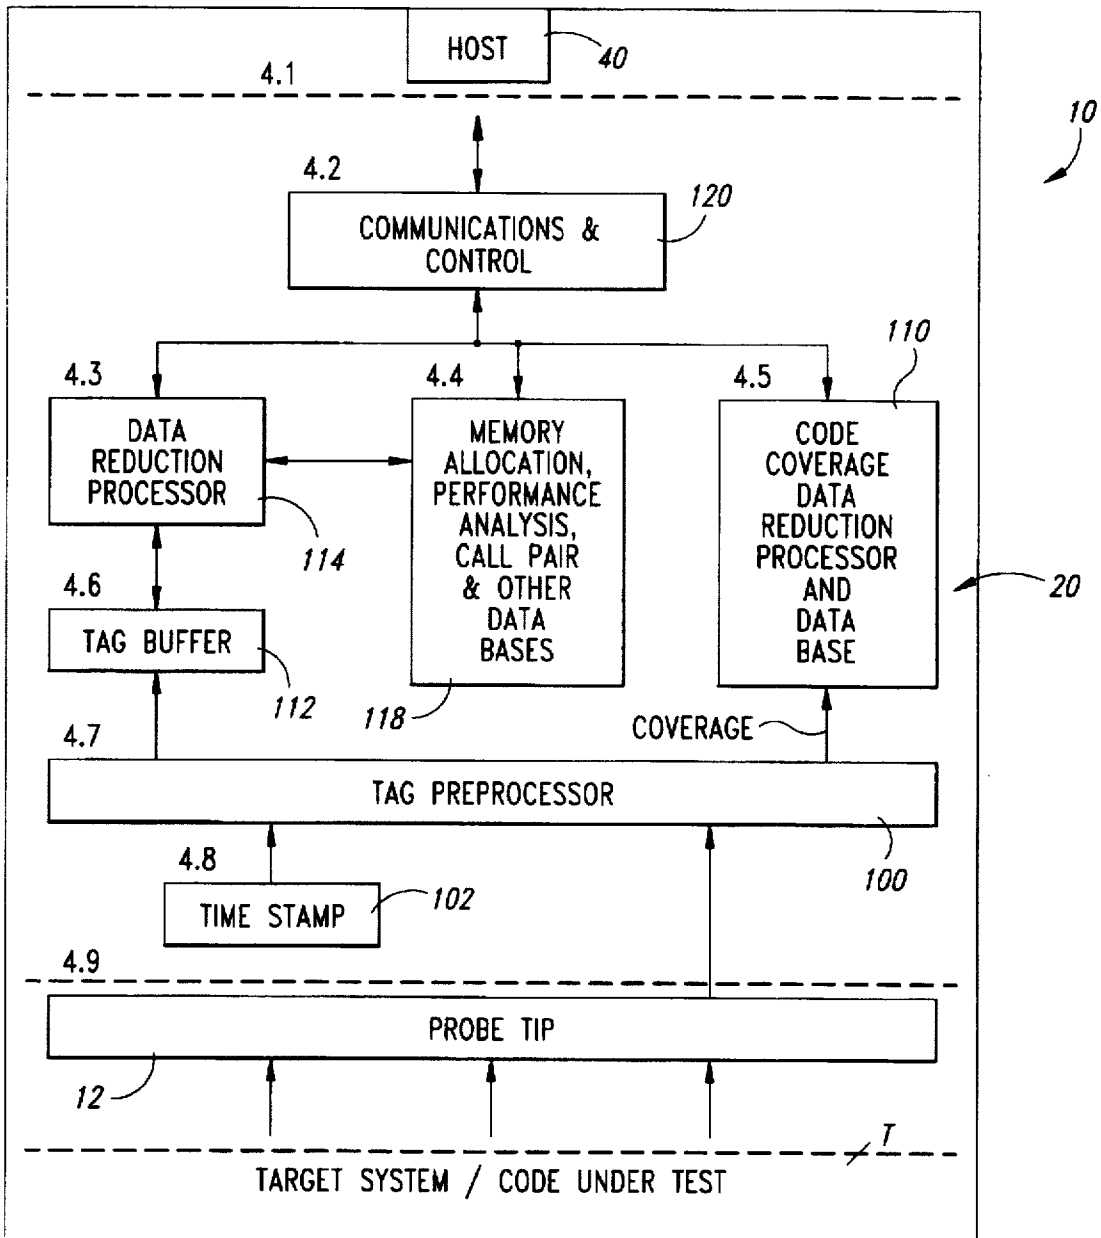 HOST
40
4.1
10
4.2
120
COMMUNICATIONS &
CONTROL
110
4.3
4.4
4.5
DATA
REDUCTION
PROCESSOR
114
MEMORY
ALLOCATION,
PERFORMANCE
ANALYSIS,
CALL PAIR
& OTHER
DATA
BASES
118
CODE
COVERAGE
DATA
REDUCTION
PROCESSOR
AND
DATA
BASE
20
4.6
TAG BUFFER
112
COVERAGE
4.7
TAG PREPROCESSOR
100
4.8
TIME STAMP
102
4.9
PROBE TIP
12
T
TARGET SYSTEM / CODE UNDER TEST